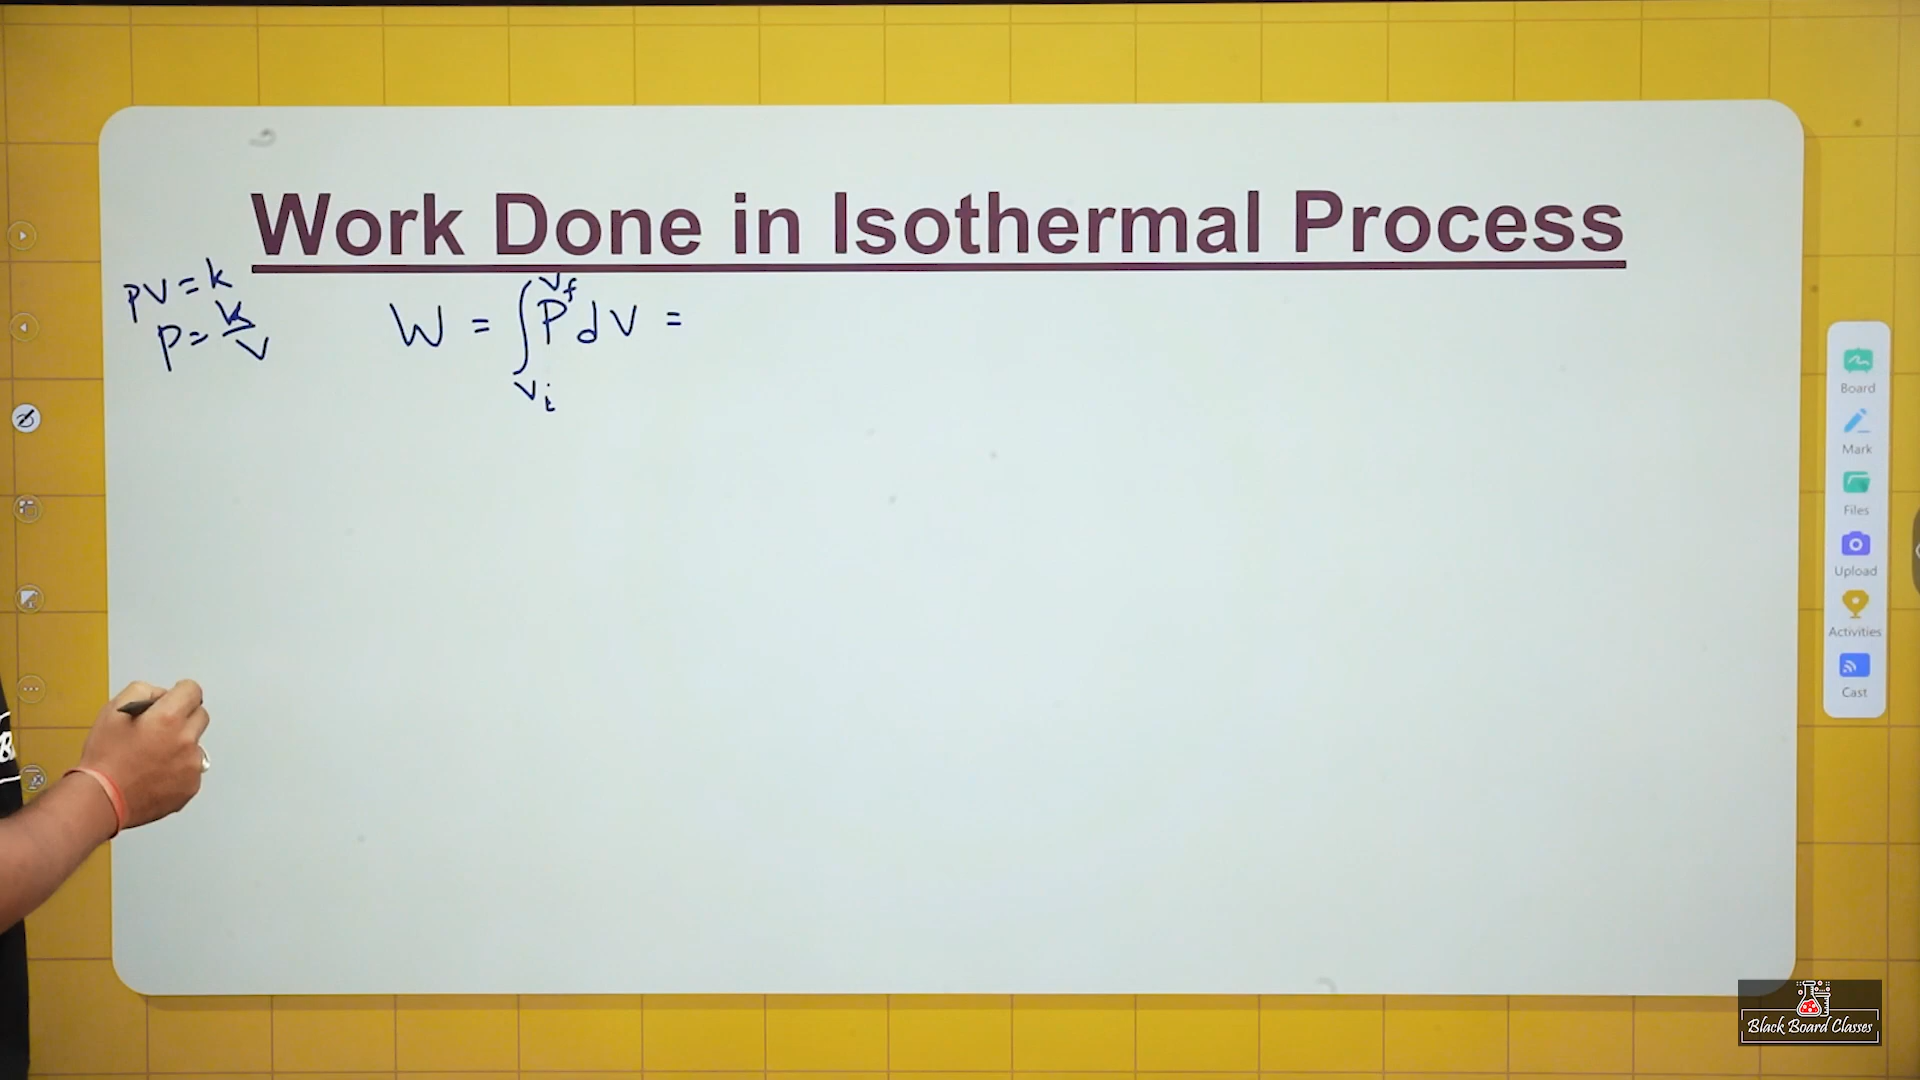 Work Done in Isothermal Process
PV = k
P = k/V
W = ∫_{Vi}^{Vf} P dV =
Board
Mark
Files
Upload
Activities
Cast
Black Board Classes